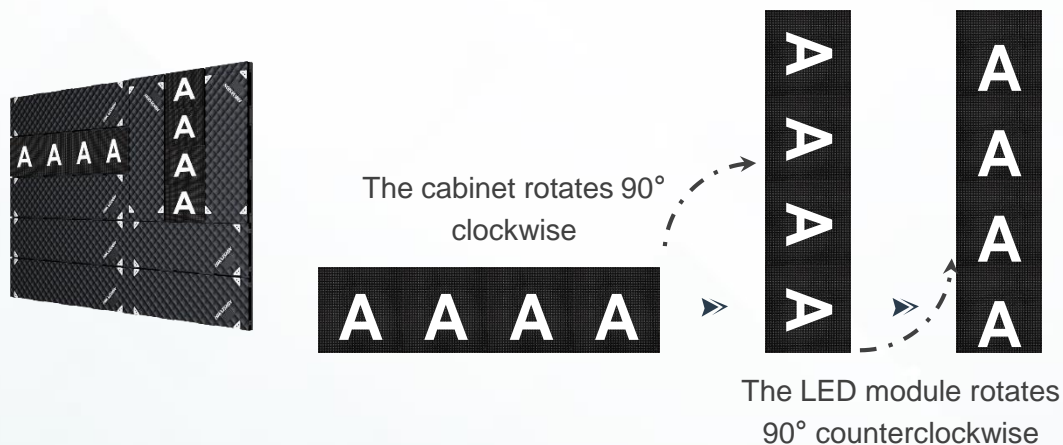 A A A A
A
A
A
A
The cabinet rotates 90°
clockwise
A A A A
A
A
A
A
A
A
A
A
The LED module rotates
90° counterclockwise